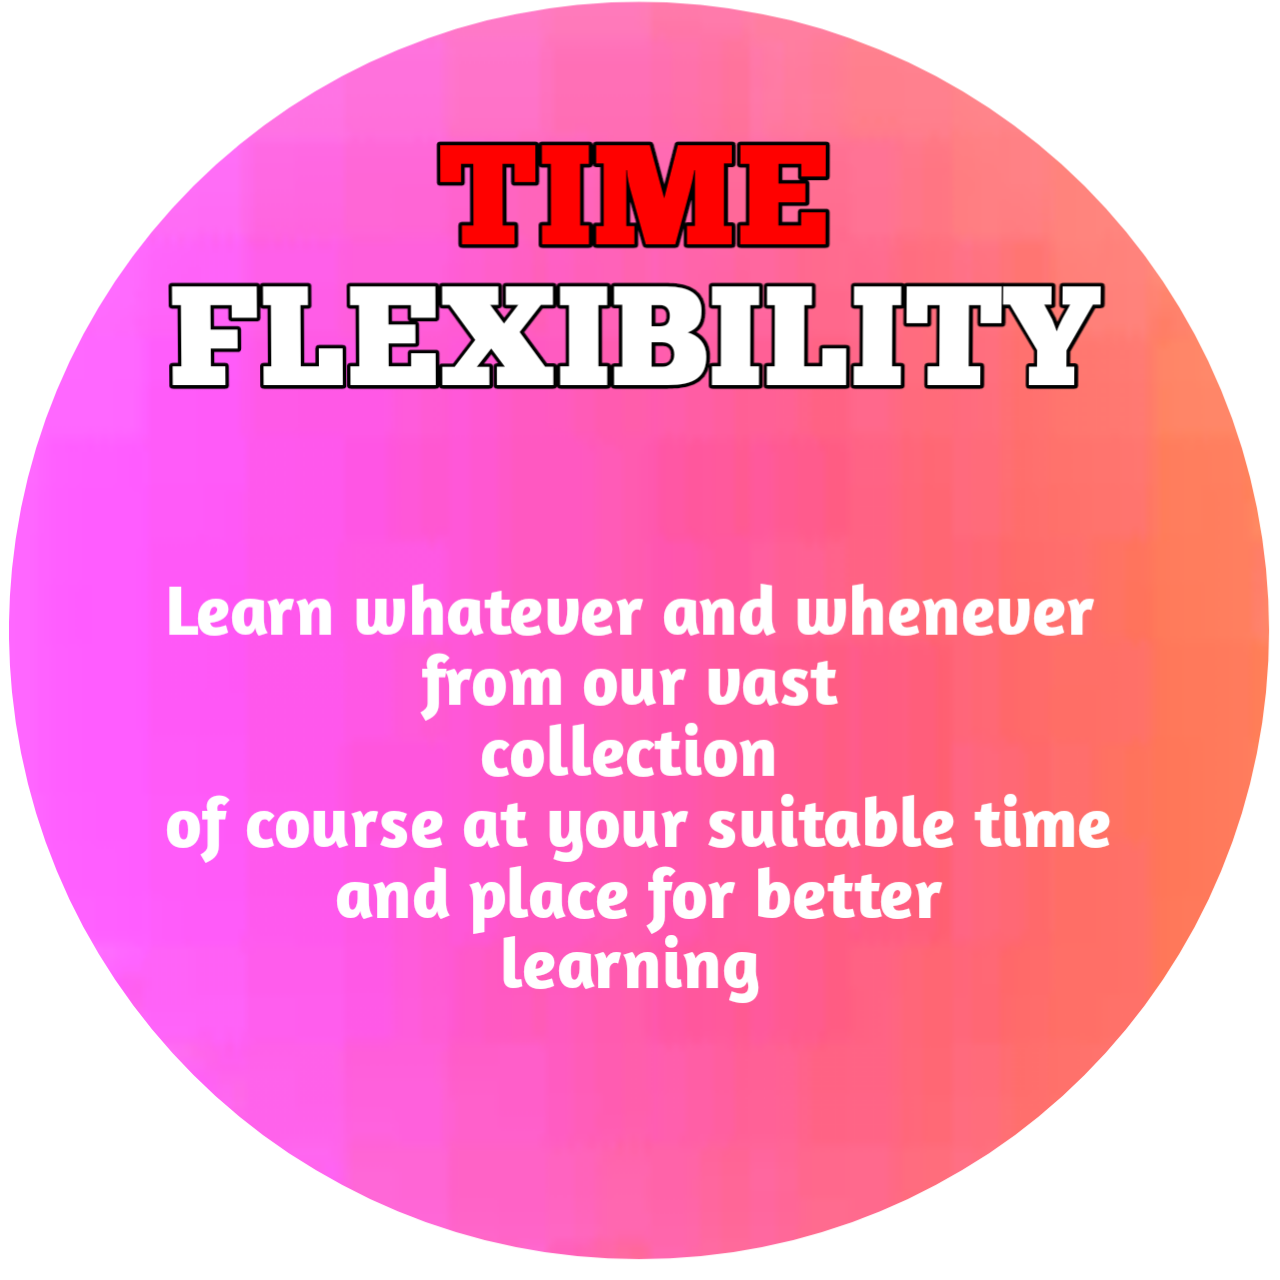 TIME
FLEXIBILITY
Learn whatever and whenever
from our vast
collection
of course at your suitable time
and place for better
learning